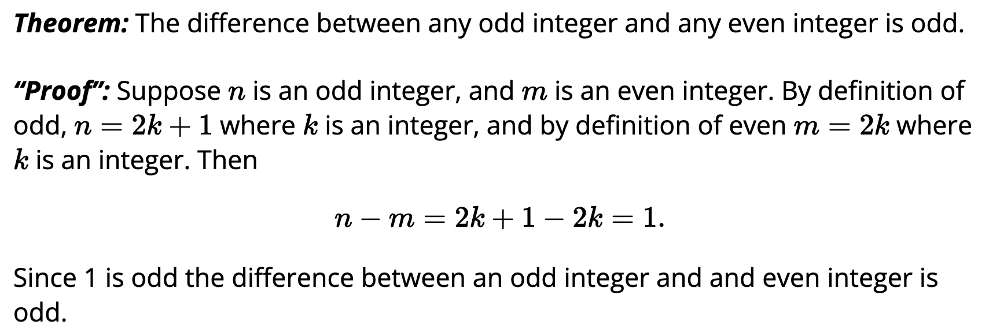 Theorem: The difference between any odd integer and any even integer is odd.
“Proof”: Suppose n is an odd integer, and m is an even integer. By definition of
odd, n = 2k + 1 where k is an integer, and by definition of even m = 2k where
k is an integer. Then
n − m = 2k + 1 − 2k = 1.
Since 1 is odd the difference between an odd integer and and even integer is
odd.